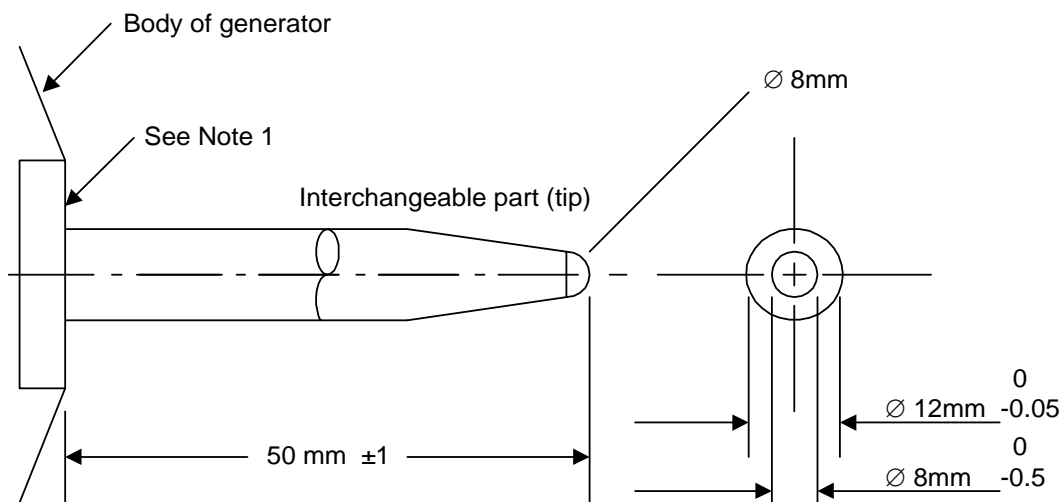 Body of generator
∅ 8mm
See Note 1
Interchangeable part (tip)
0
∅ 12mm -0.05
50 mm ±1
0
∅ 8mm -0.5